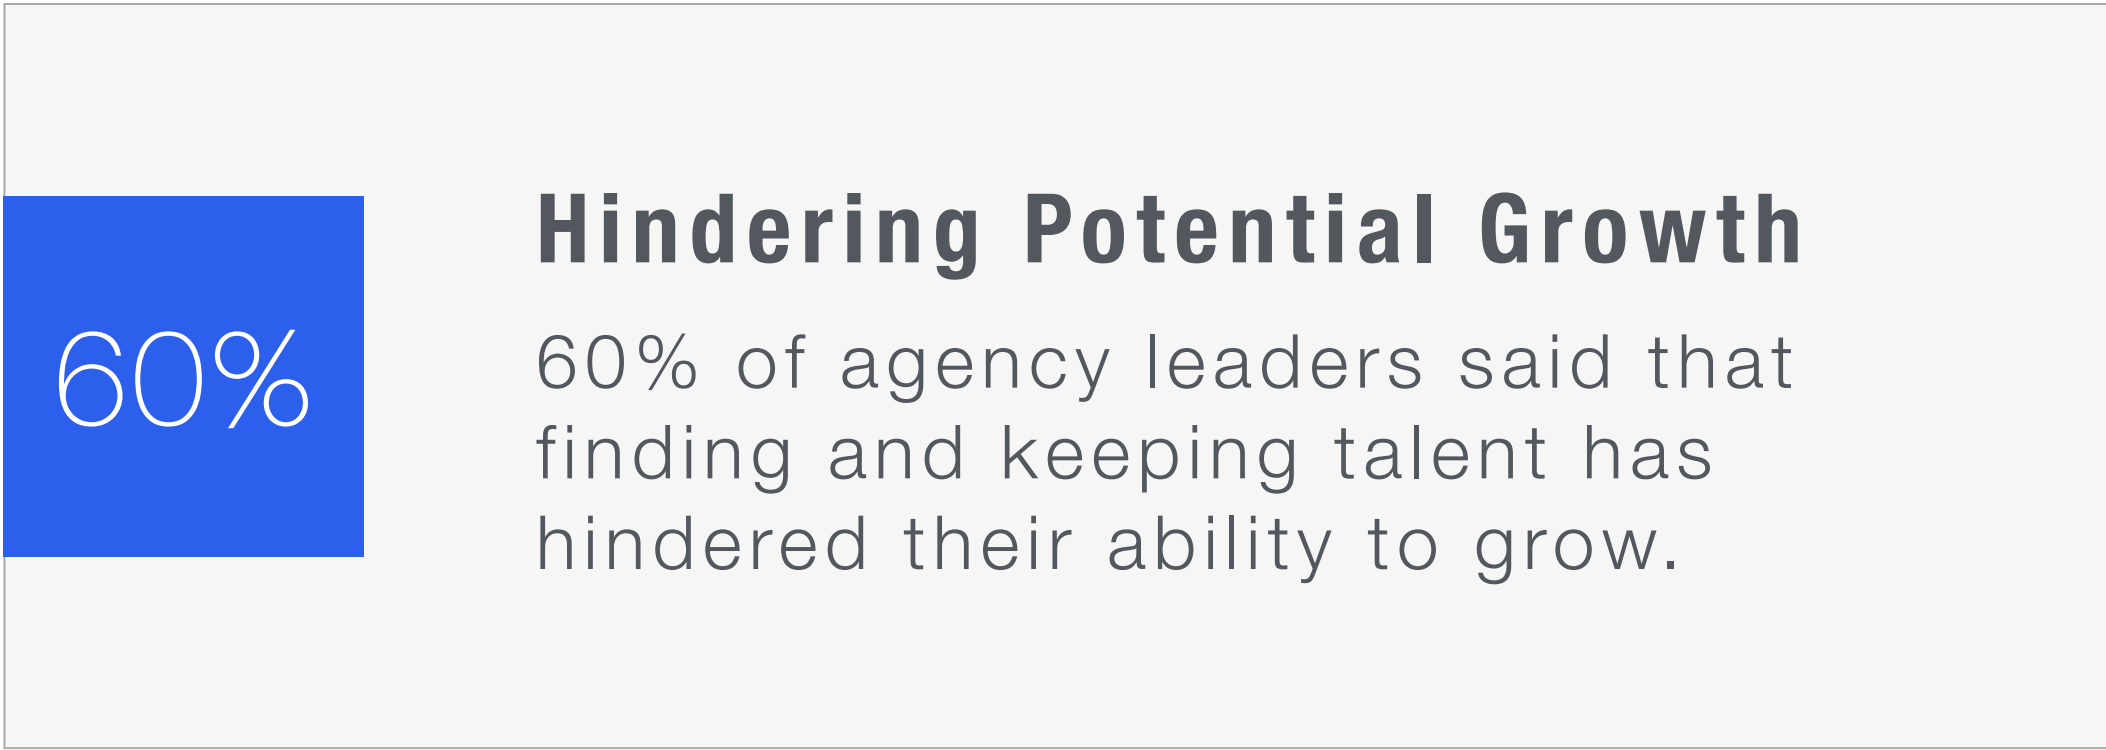 Hindering Potential Growth
60%
60% of agency leaders said that
finding and keeping talent has
hindered their ability to grow.